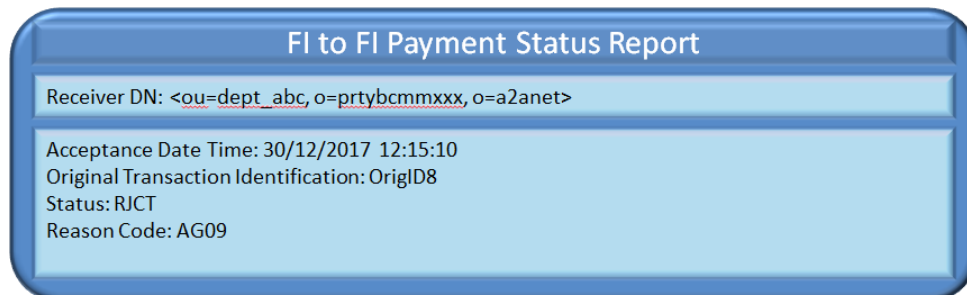 FI to FI Payment Status Report
Receiver DN: <ou=dept_abc, o=prtybcmmxxx, o=a2anet>
Acceptance Date Time: 30/12/2017 12:15:10
Original Transaction Identification: OrigID8
Status: RJCT
Reason Code: AG09